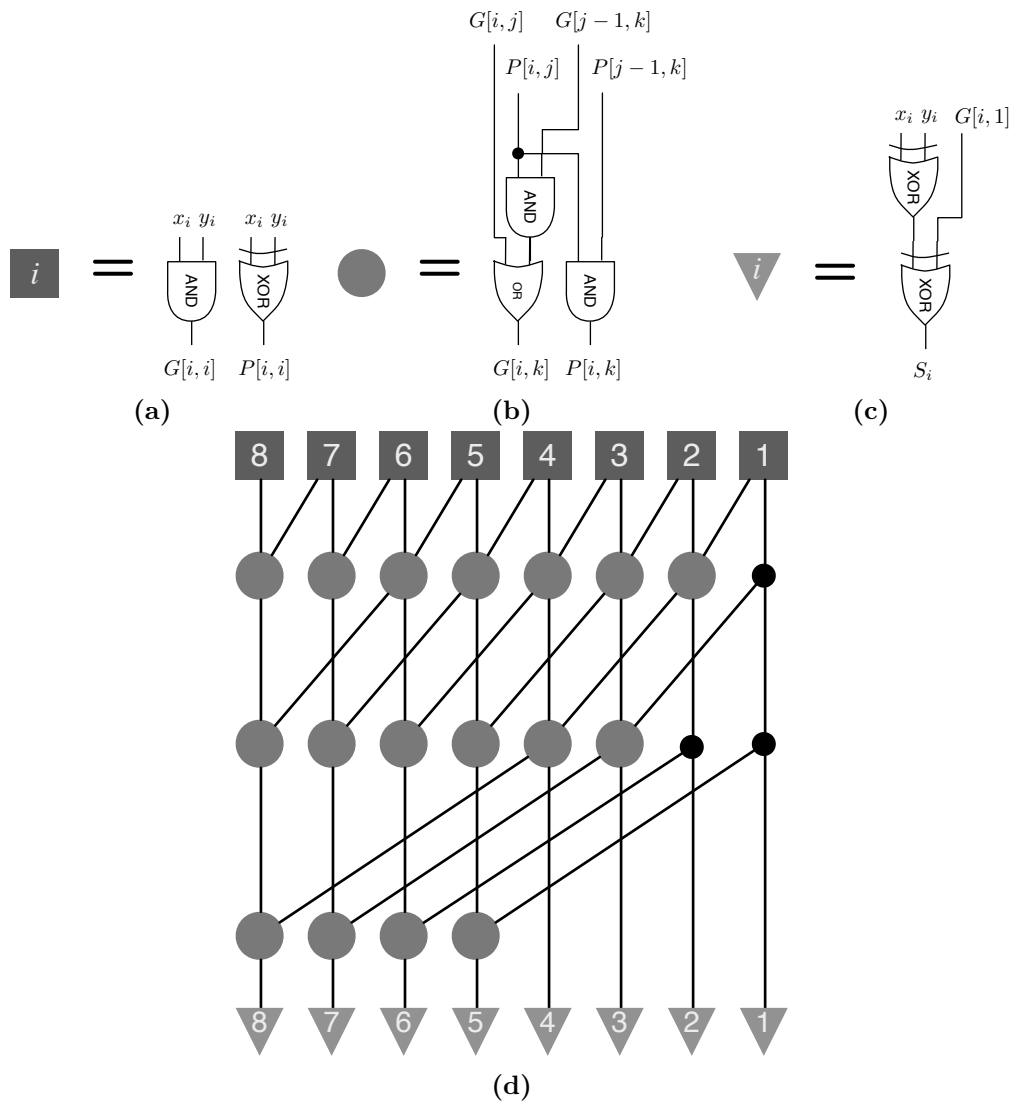 G[i, j] G[j − 1, k]
P[i, j] P[j − 1, k]
x_i y_i G[i, 1]
XOR
AND
x_i y_i x_i y_i
i = AND XOR = OR AND i = XOR
G[i, i] P[i, i] G[i, k] P[i, k] S_i
(a) (b) (c)
8 7 6 5 4 3 2 1
8 7 6 5 4 3 2 1
(d)